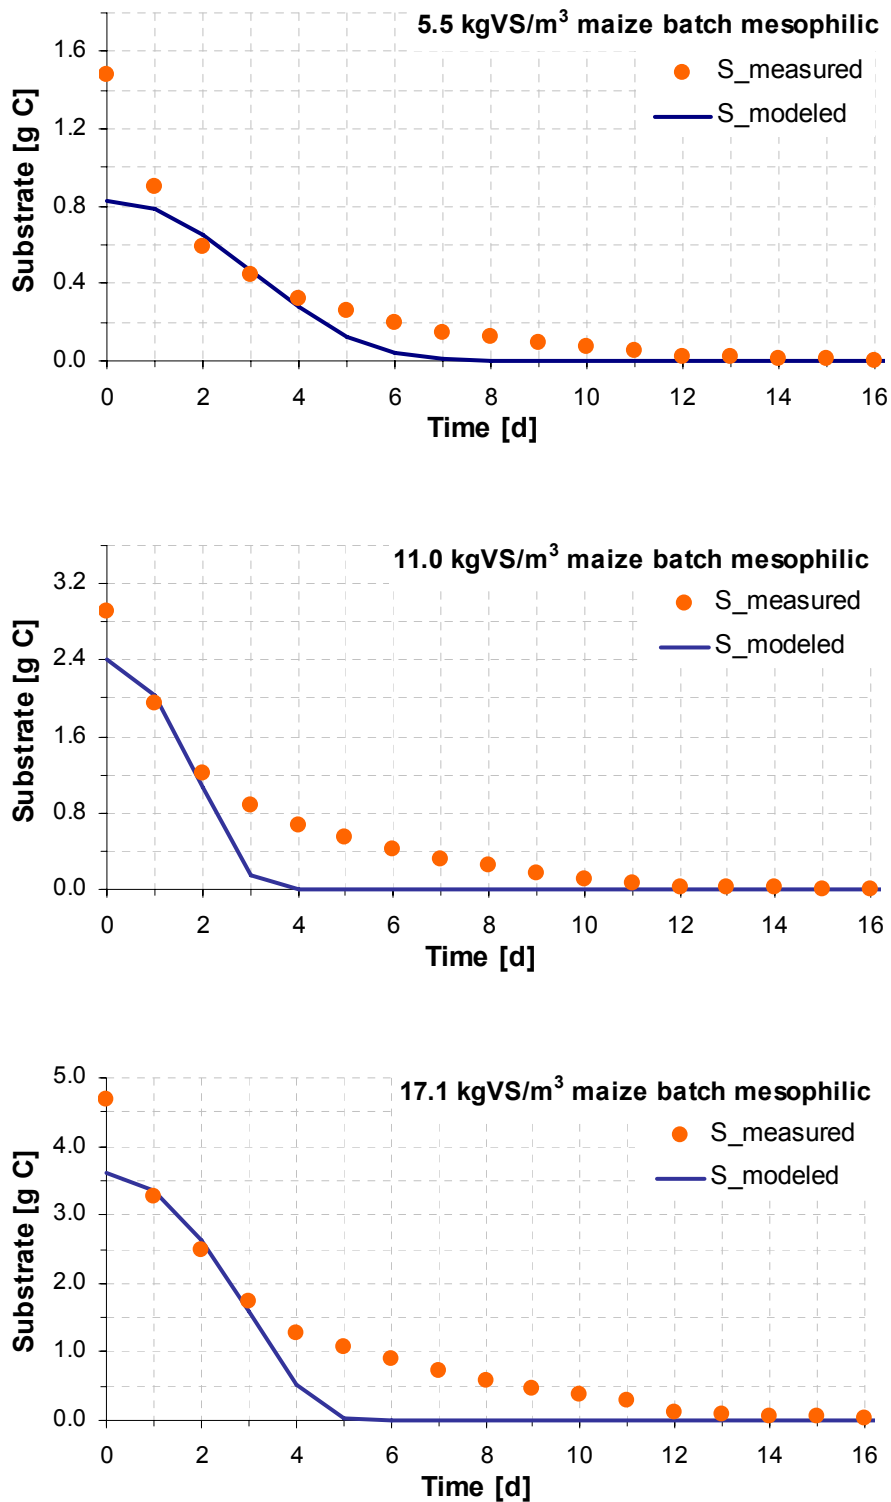 5.5 kgVS/m³ maize batch mesophilic
S_measured
S_modeled
Substrate [g C]
1.6
1.2
0.8
0.4
0.0
0 2 4 6 8 10 12 14 16
Time [d]
11.0 kgVS/m³ maize batch mesophilic
S_measured
S_modeled
Substrate [g C]
3.2
2.4
1.6
0.8
0.0
0 2 4 6 8 10 12 14 16
Time [d]
17.1 kgVS/m³ maize batch mesophilic
S_measured
S_modeled
Substrate [g C]
5.0
4.0
3.0
2.0
1.0
0.0
0 2 4 6 8 10 12 14 16
Time [d]